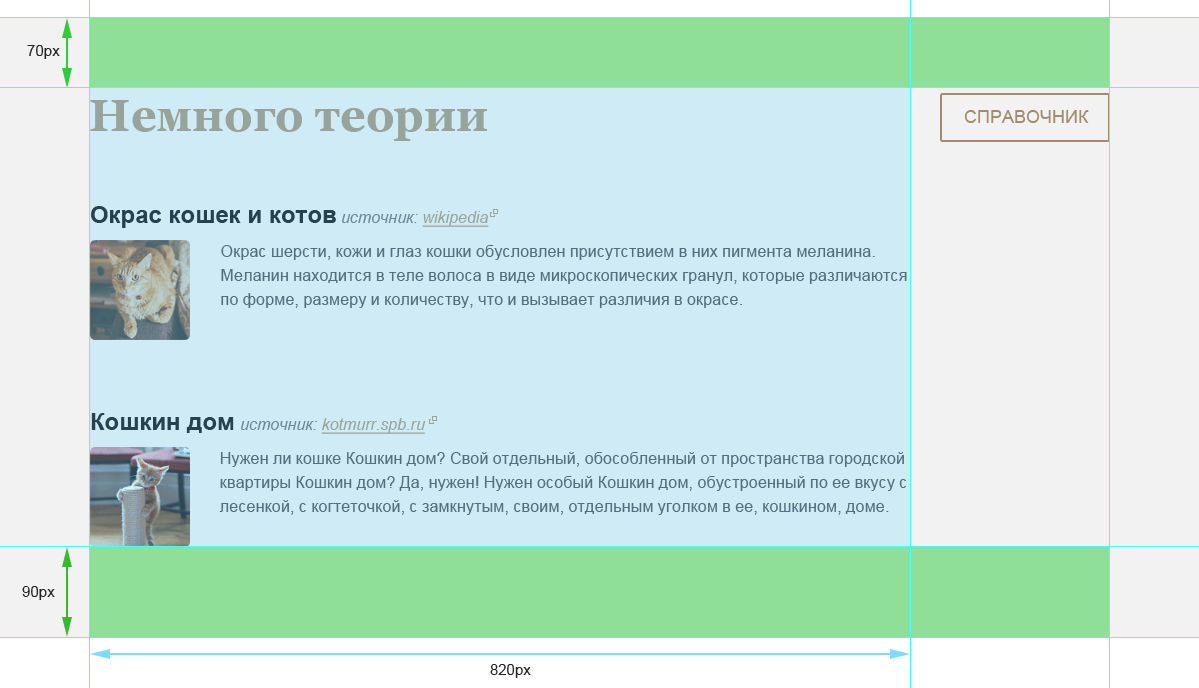 70px
Немного теории
СПРАВОЧНИК
Окрас кошек и котов источник: wikipedia
Окрас шерсти, кожи и глаз кошки обусловлен присутствием в них пигмента меланина.
Меланин находится в теле волоса в виде микроскопических гранул, которые различаются
по форме, размеру и количеству, что и вызывает различия в окрасе.
Кошкин дом источник: kotmurr.spb.ru
Нужен ли кошке Кошкин дом? Свой отдельный, обособленный от пространства городской
квартиры Кошкин дом? Да, нужен! Нужен особый Кошкин дом, обустроенный по ее вкусу с
лесенкой, с когтеточкой, с замкнутым, своим, отдельным уголком в ее, кошкином, доме.
90px
820px